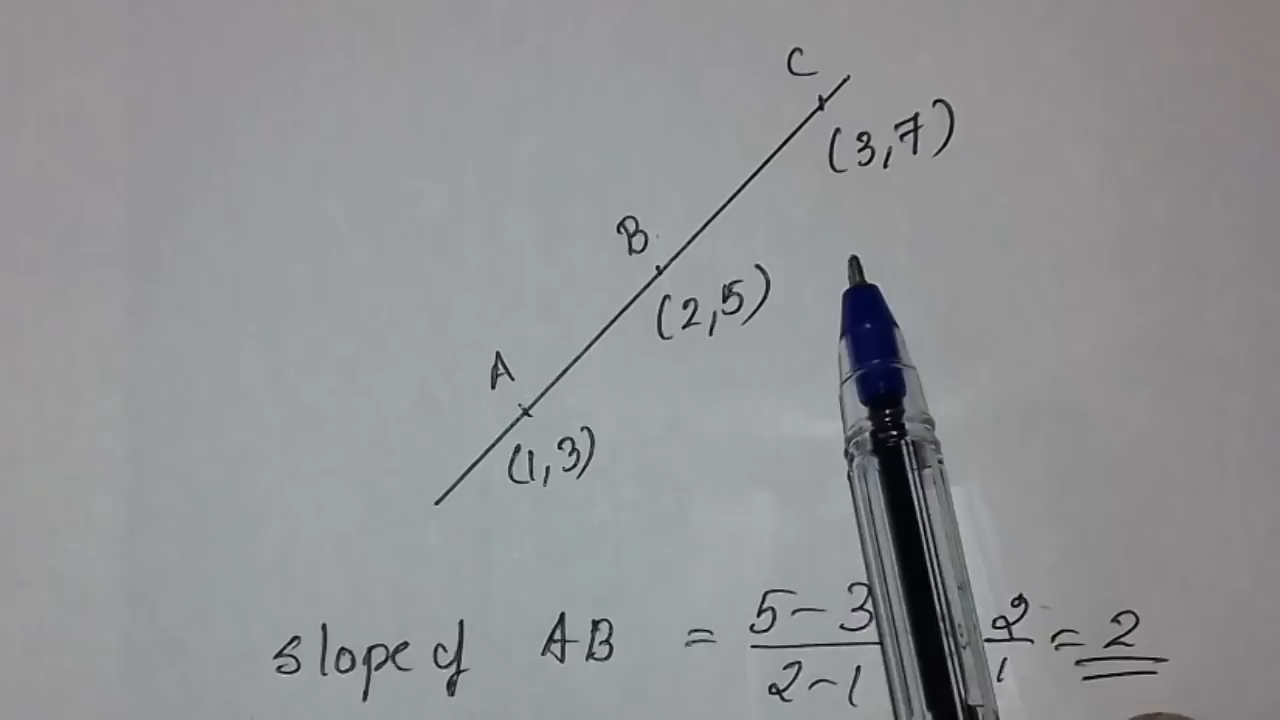 C
(3,7)
B
(2,5)
A
(1,3)
slope of AB = 5-3 2 = 2
2-1 1